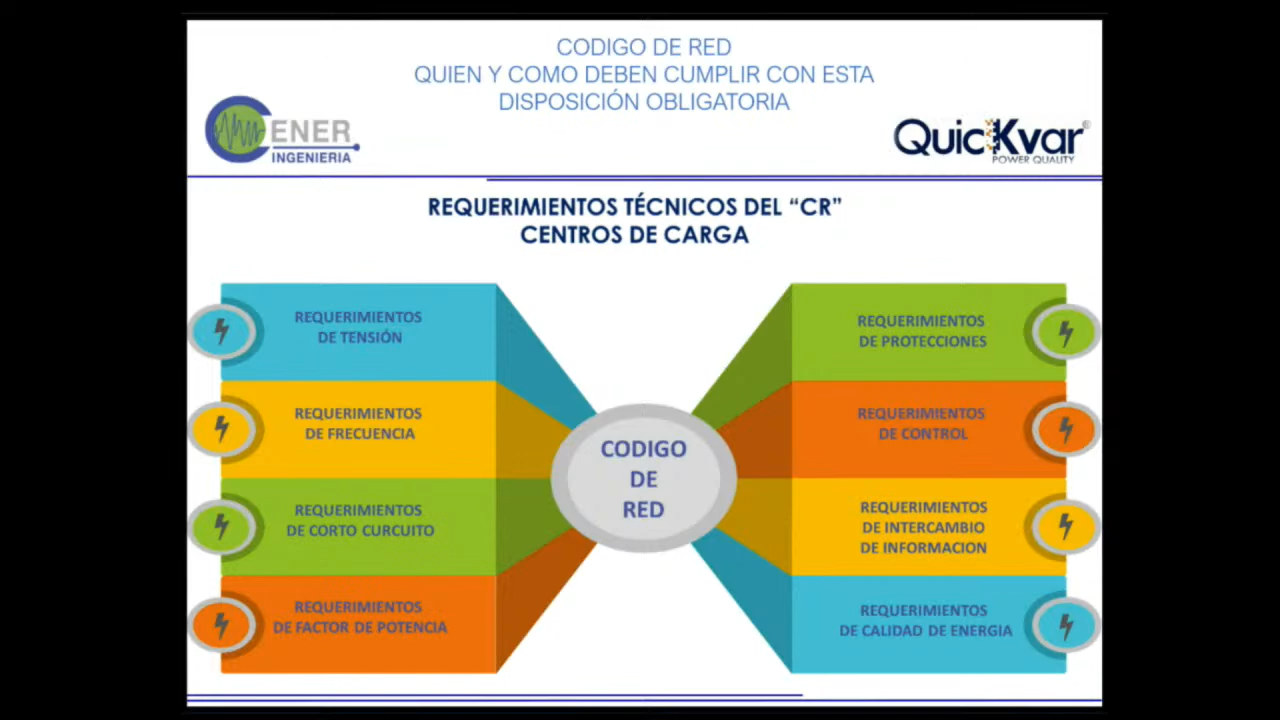 CODIGO DE RED
QUIEN Y COMO DEBEN CUMPLIR CON ESTA
DISPOSICIÓN OBLIGATORIA
CENER
INGENIERIA
QuicKvar®
POWER QUALITY
REQUERIMIENTOS TÉCNICOS DEL “CR”
CENTROS DE CARGA
REQUERIMIENTOS
DE TENSIÓN
REQUERIMIENTOS
DE FRECUENCIA
REQUERIMIENTOS
DE CORTO CURCUITO
REQUERIMIENTOS
DE FACTOR DE POTENCIA
CODIGO
DE
RED
REQUERIMIENTOS
DE PROTECCIONES
REQUERIMIENTOS
DE CONTROL
REQUERIMIENTOS
DE INTERCAMBIO
DE INFORMACION
REQUERIMIENTOS
DE CALIDAD DE ENERGIA